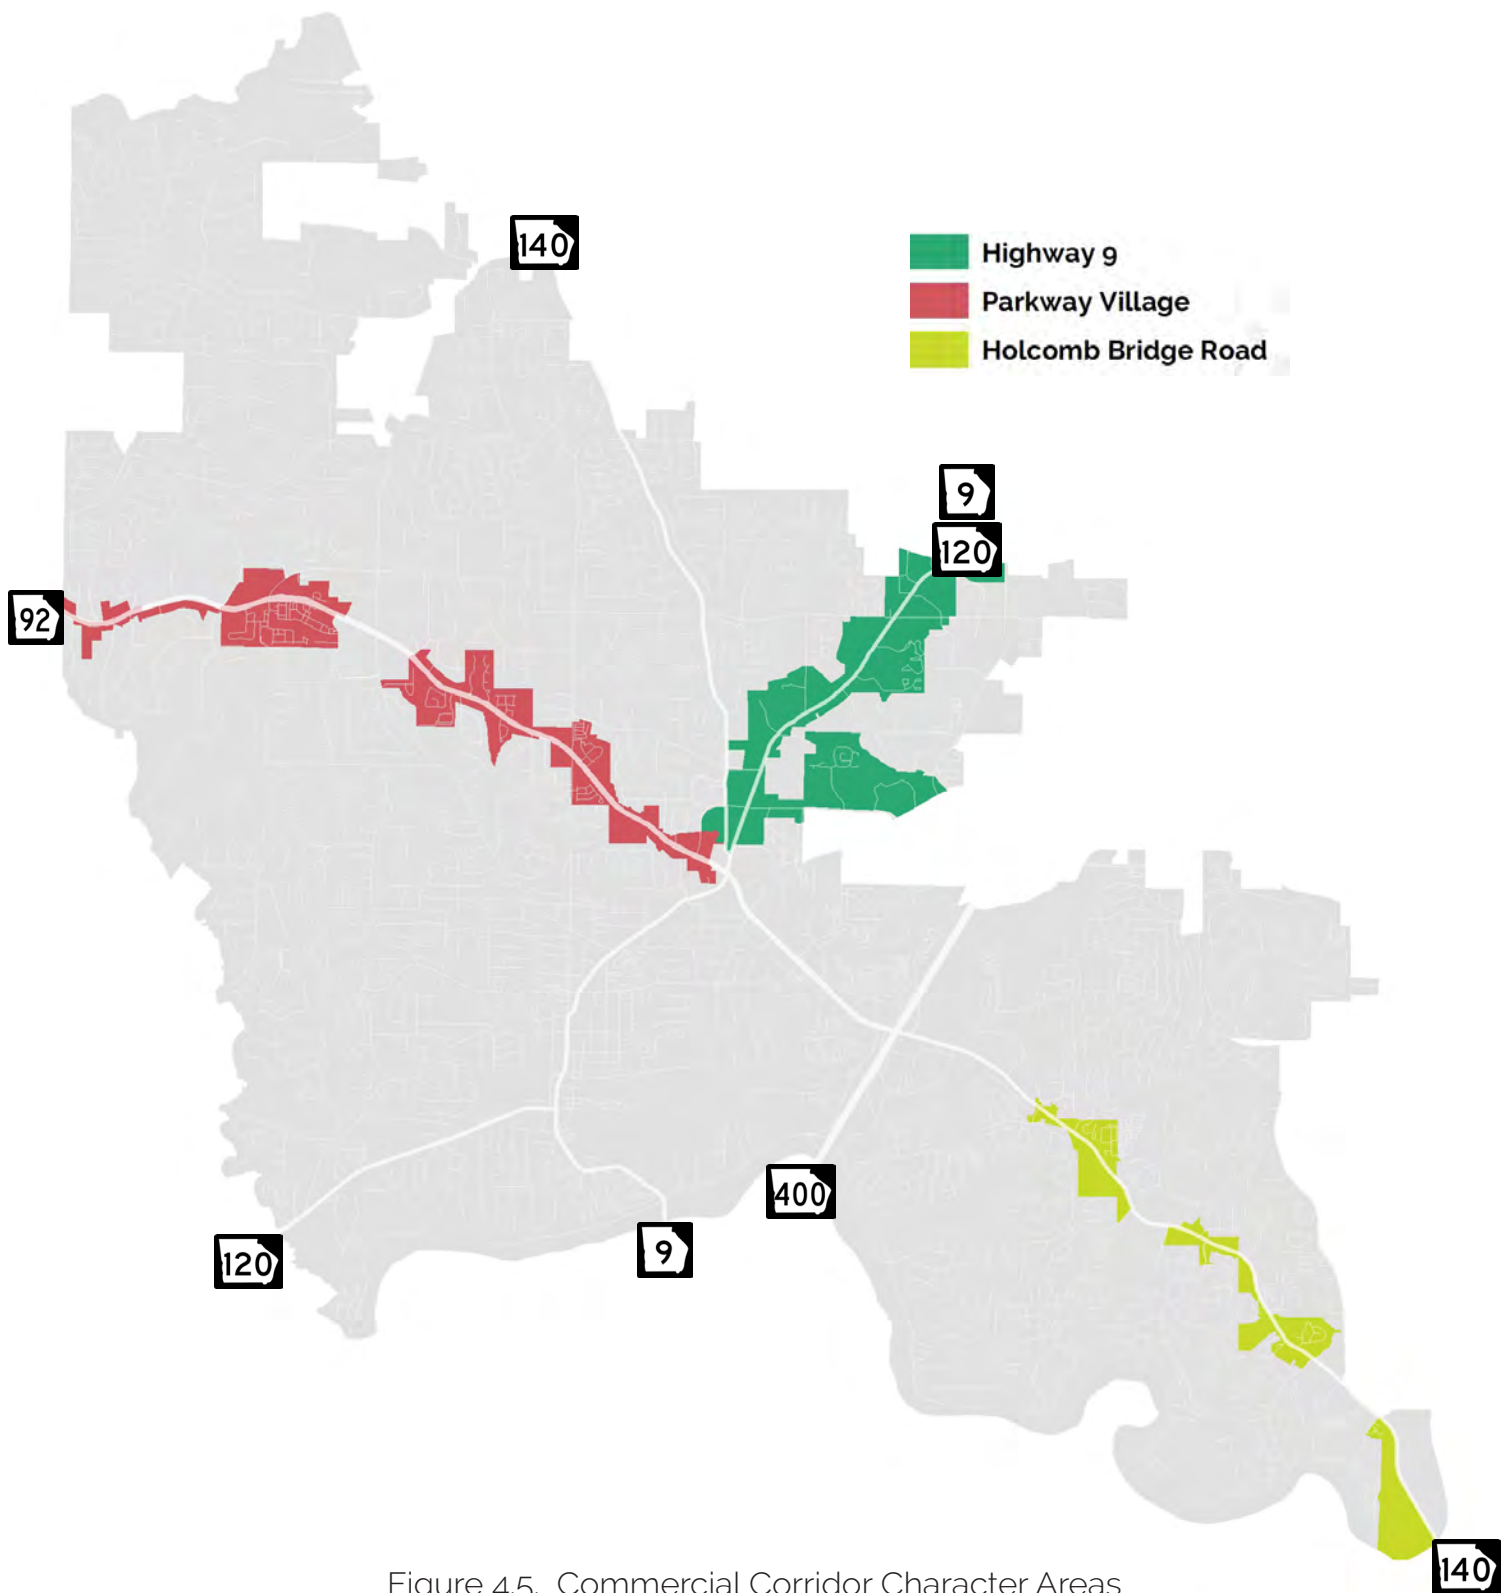 140
Highway 9
Parkway Village
Holcomb Bridge Road
9
120
92
400
120
9
140
Figure 4.5. Commercial Corridor Character Areas